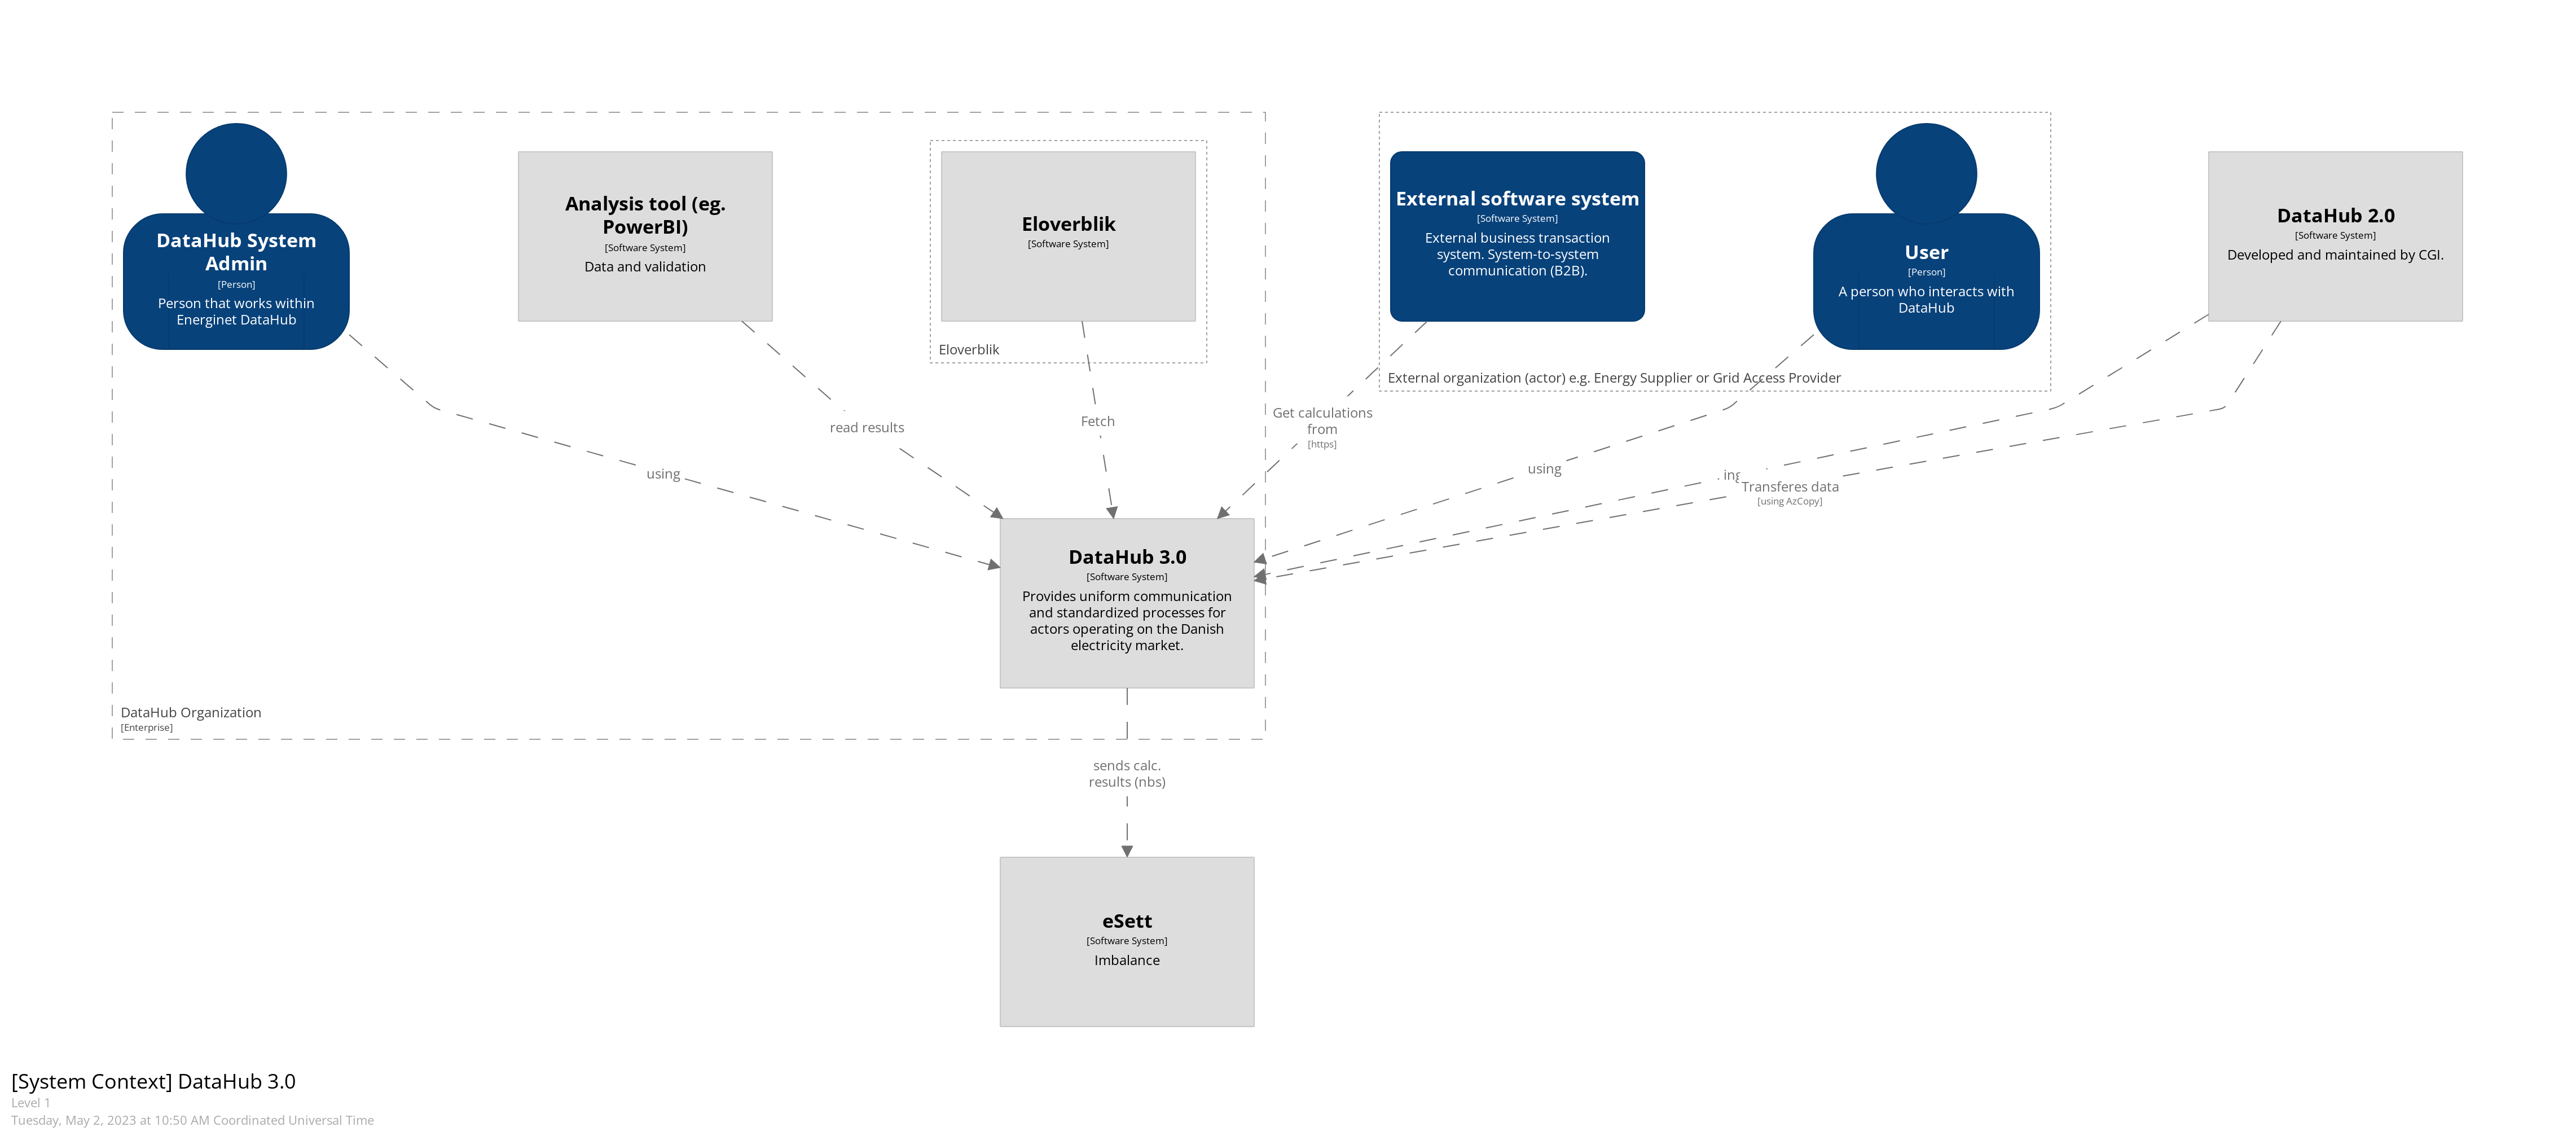 DataHub System
Admin
[Person]
Person that works within
Energinet DataHub
Analysis tool (eg.
PowerBI)
[Software System]
Data and validation
Eloverblik
[Software System]
Eloverblik
External software system
[Software System]
External business transaction
system. System-to-system
communication (B2B).
User
[Person]
A person who interacts with
DataHub
External organization (actor) e.g. Energy Supplier or Grid Access Provider
DataHub 2.0
[Software System]
Developed and maintained by CGI.
using
read results
Fetch
Get calculations
from
[https]
using
Transferes data
[using AzCopy]
DataHub 3.0
[Software System]
Provides uniform communication
and standardized processes for
actors operating on the Danish
electricity market.
DataHub Organization
[Enterprise]
sends calc.
results (nbs)
eSett
[Software System]
Imbalance
[System Context] DataHub 3.0
Level 1
Tuesday, May 2, 2023 at 10:50 AM Coordinated Universal Time